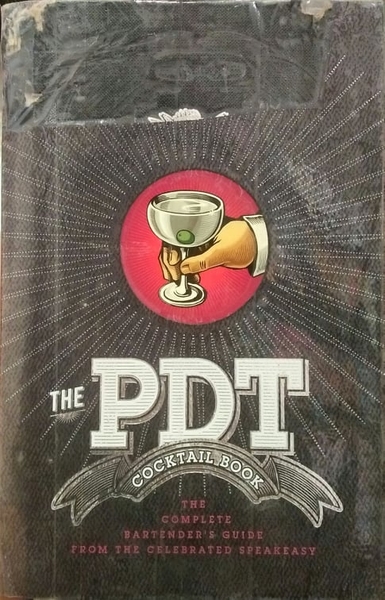 THE PDT
COCKTAIL BOOK
THE
COMPLETE
BARTENDER'S GUIDE
FROM THE CELEBRATED SPEAKEASY